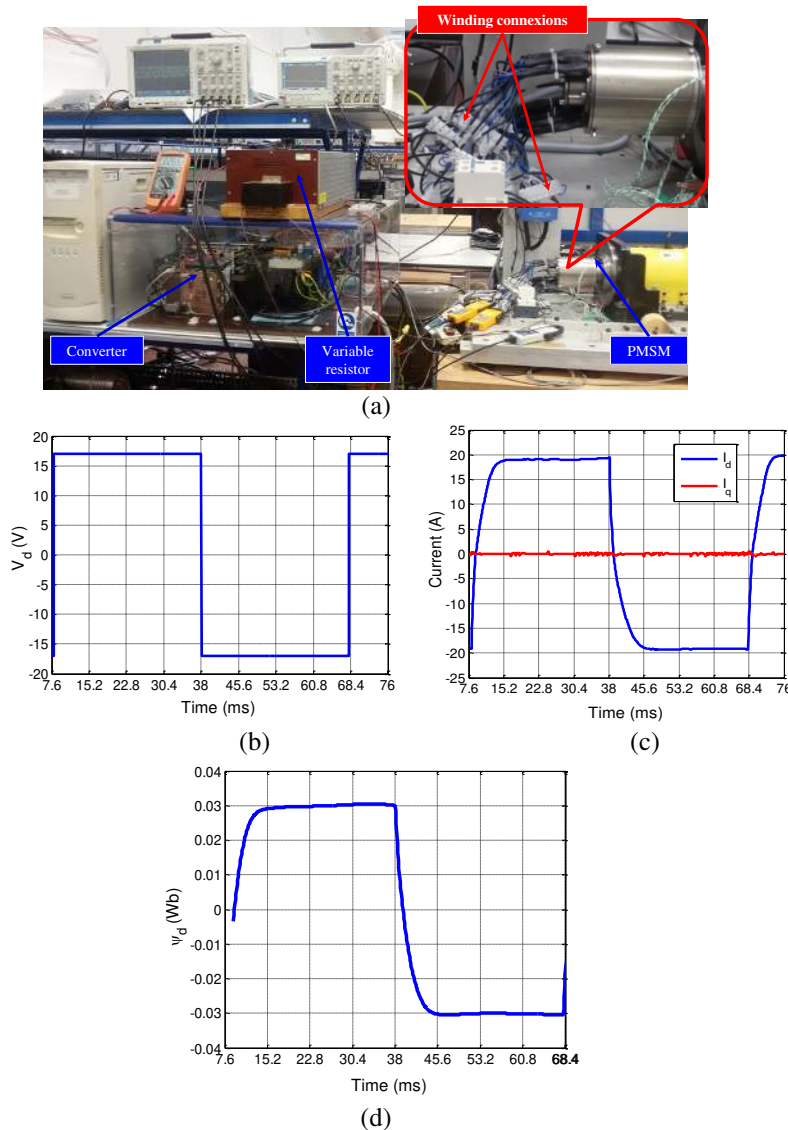 Winding connexions
Converter
Variable
resistor
PMSM
(a)
20
15
10
5
0
-5
-10
-15
-20
V_d (V)
7.6 15.2 22.8 30.4 38 45.6 53.2 60.8 68.4 76
Time (ms)
(b)
25
20
15
10
5
0
-5
-10
-15
-20
-25
Current (A)
I_d
I_q
7.6 15.2 22.8 30.4 38 45.6 53.2 60.8 68.4 76
Time (ms)
(c)
0.04
0.03
0.02
0.01
0
-0.01
-0.02
-0.03
-0.04
ψ_d (Wb)
7.6 15.2 22.8 30.4 38 45.6 53.2 60.8 68.4
Time (ms)
(d)